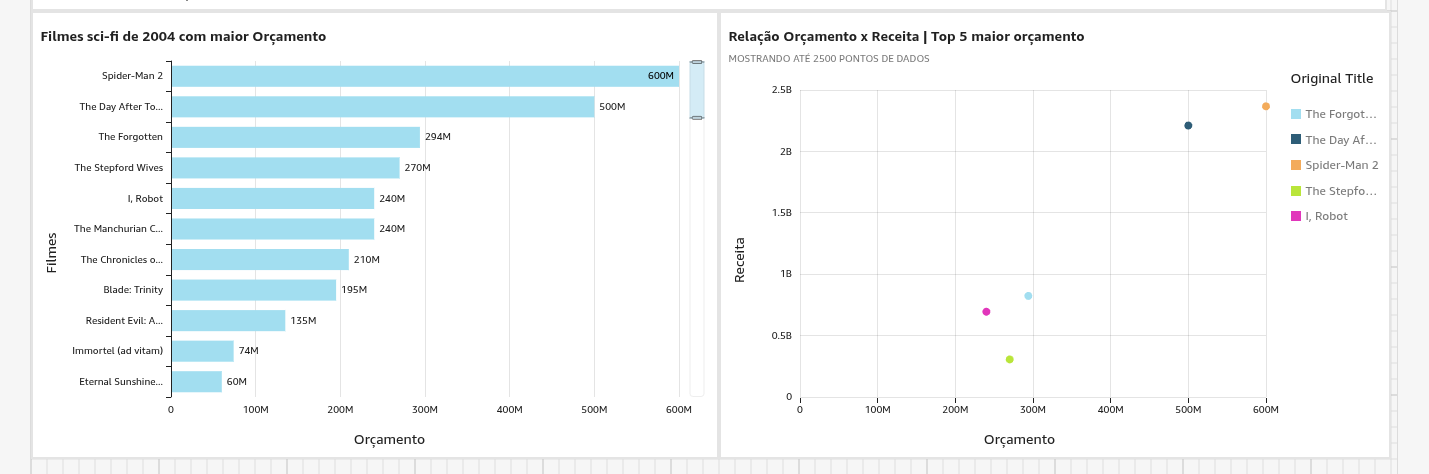 Filmes sci-fi de 2004 com maior Orçamento
Filmes
Spider-Man 2
600M
The Day After To...
500M
The Forgotten
294M
The Stepford Wives
270M
I, Robot
240M
The Manchurian C...
240M
The Chronicles o...
210M
Blade: Trinity
195M
Resident Evil: A...
135M
Immortel (ad vitam)
74M
Eternal Sunshine...
60M
0 100M 200M 300M 400M 500M 600M
Orçamento
Relação Orçamento x Receita | Top 5 maior orçamento
MOSTRANDO ATÉ 2500 PONTOS DE DADOS
Receita
2.5B
2B
1.5B
1B
0.5B
0
0 100M 200M 300M 400M 500M 600M
Orçamento
Original Title
The Forgot...
The Day Af...
Spider-Man 2
The Stepfo...
I, Robot